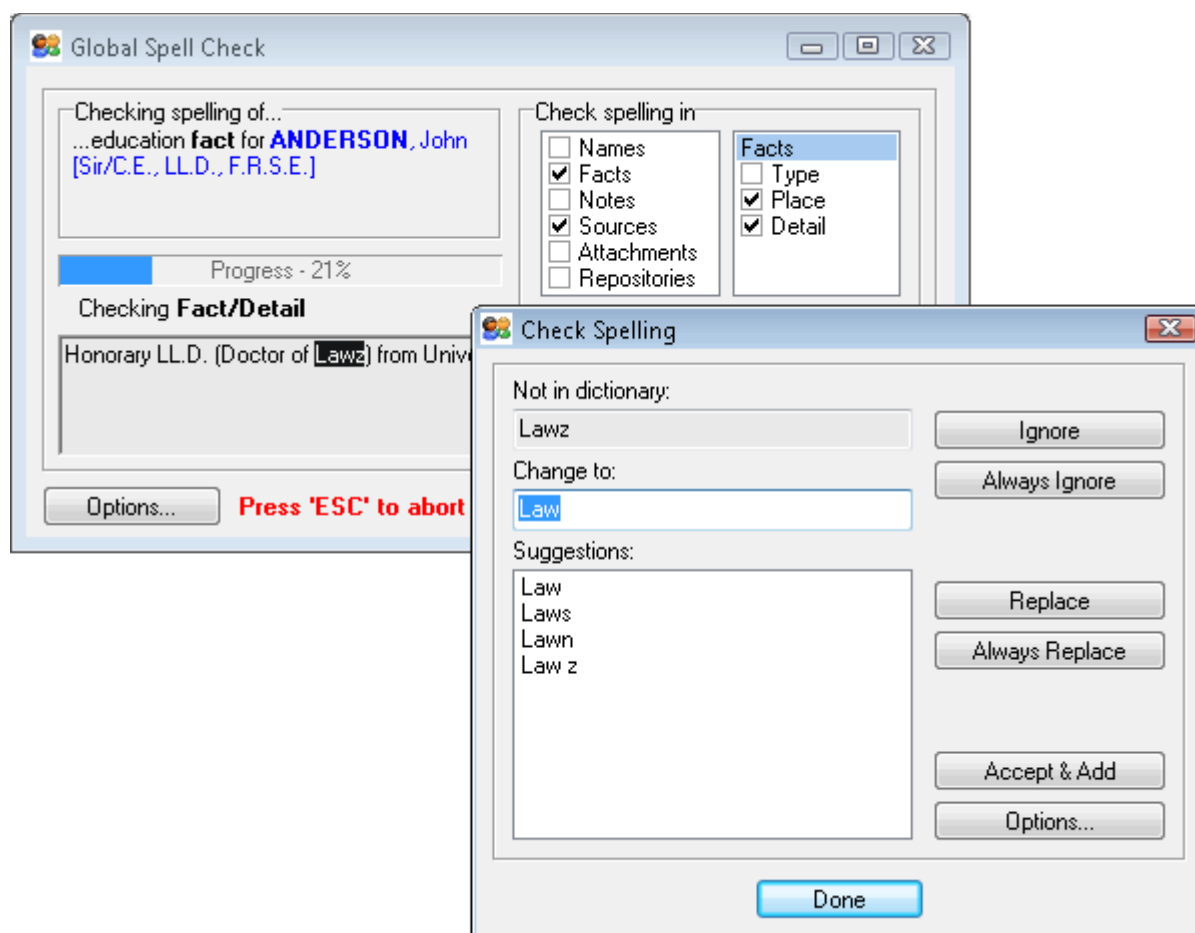 Global Spell Check
Checking spelling of...
...education fact for ANDERSON, John
[Sir/C.E., LL.D., F.R.S.E.]
Check spelling in
Names
Facts
Notes
Sources
Attachments
Repositories
Facts
Type
Place
Detail
Progress - 21%
Checking Fact/Detail
Honorary LL.D. (Doctor of Lawz) from
Options...
Press 'ESC' to abort
Check Spelling
Not in dictionary:
Lawz
Ignore
Change to:
Always Ignore
Law
Suggestions:
Law
Laws
Lawn
Law z
Replace
Always Replace
Accept & Add
Options...
Done